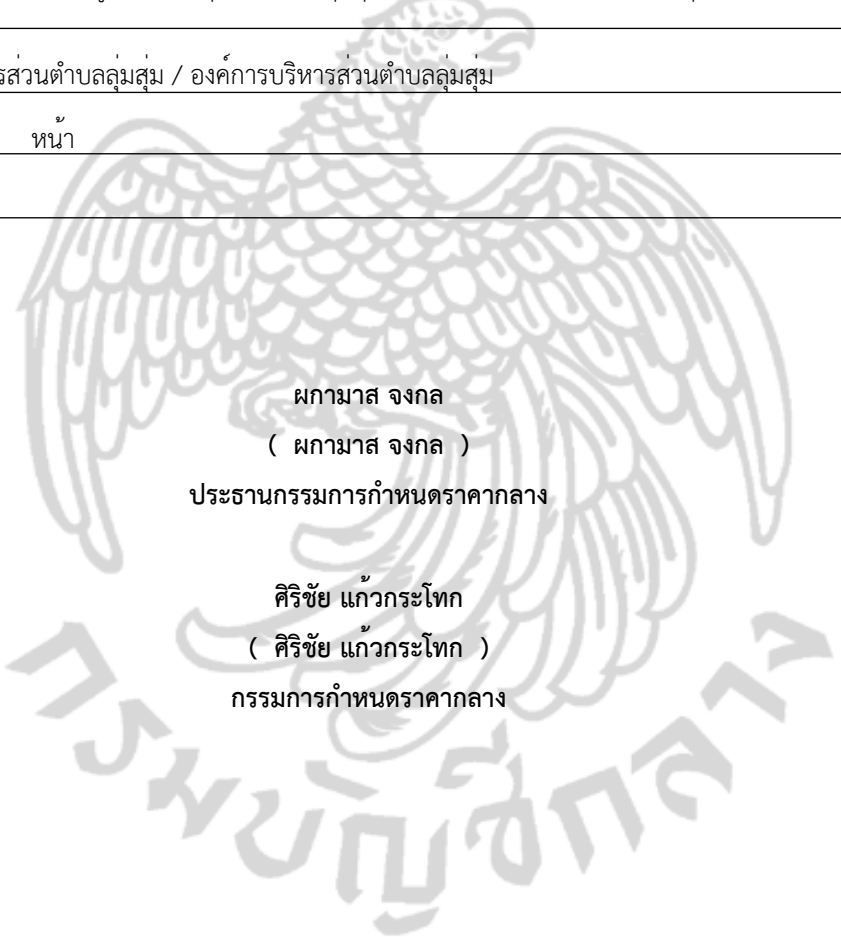 รส่วนตำบลลุ่มสุ่ม / องค์การบริหารส่วนตำบลลุ่มสุ่ม
หน้า
ผกามาส จงกล
( ผกามาส จงกล )
ประธานกรรมการกำหนดราคากลาง
ศิริชัย แก้วกระโทก
( ศิริชัย แก้วกระโทก )
กรรมการกำหนดราคากลาง
กรมบัญชีกลาง